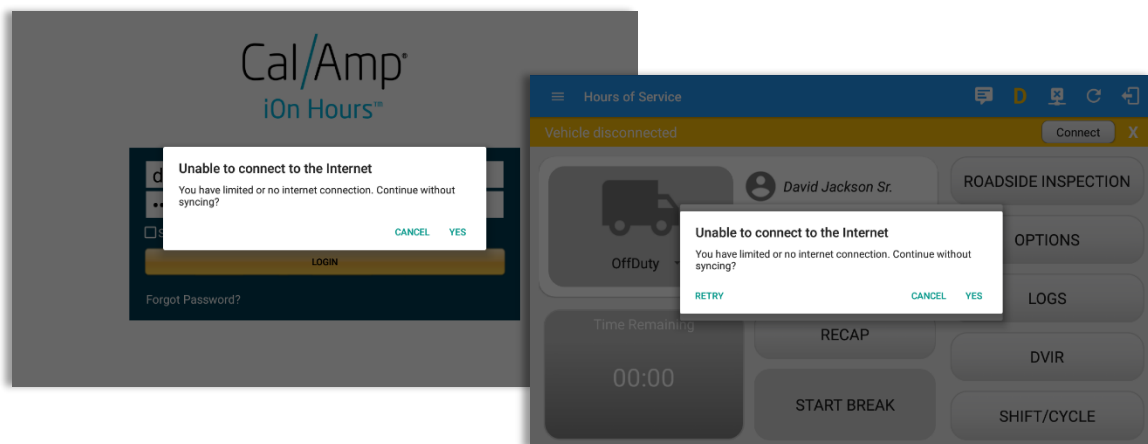 Cal/Amp®
iOn Hours™
Unable to connect to the Internet
You have limited or no internet connection. Continue without
syncing?
CANCEL YES
LOGIN
Forgot Password?
Hours of Service
D
Vehicle disconnected
Connect X
David Jackson Sr.
OffDuty
Unable to connect to the Internet
You have limited or no internet connection. Continue without
syncing?
RETRY CANCEL YES
Time Remaining
00:00
RECAP
START BREAK
ROADSIDE INSPECTION
OPTIONS
LOGS
DVIR
SHIFT/CYCLE